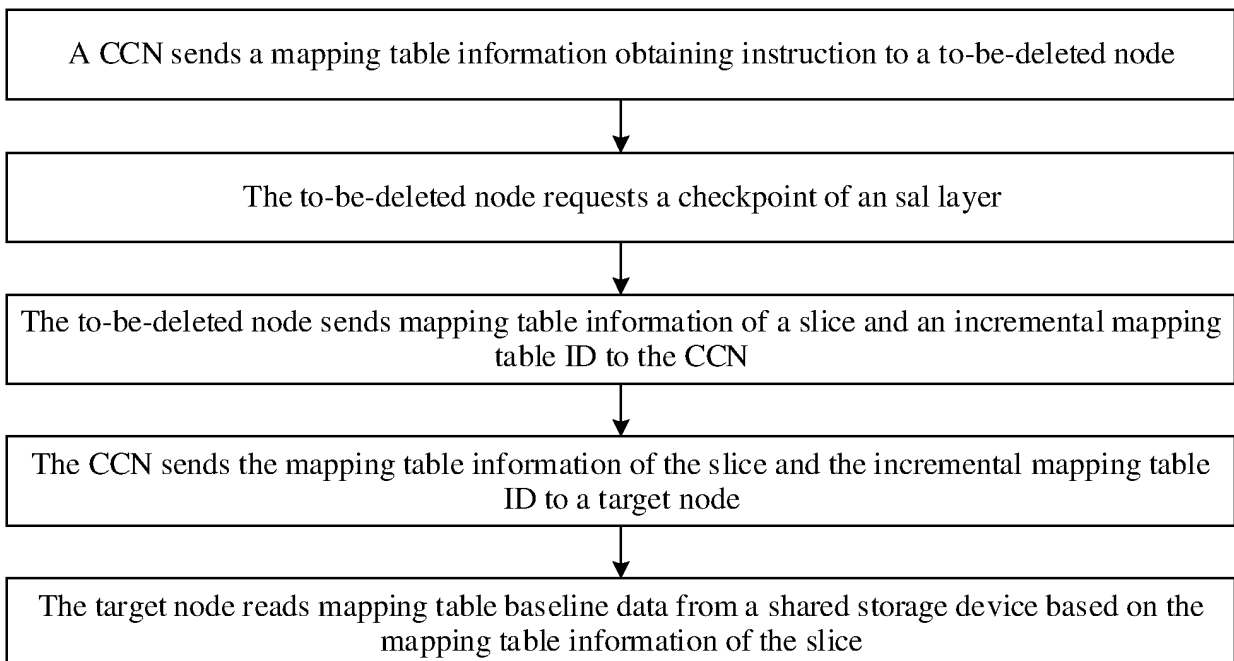 A CCN sends a mapping table information obtaining instruction to a to-be-deleted node
The to-be-deleted node requests a checkpoint of an sal layer
The to-be-deleted node sends mapping table information of a slice and an incremental mapping
table ID to the CCN
The CCN sends the mapping table information of the slice and the incremental mapping table
ID to a target node
The target node reads mapping table baseline data from a shared storage device based on the
mapping table information of the slice